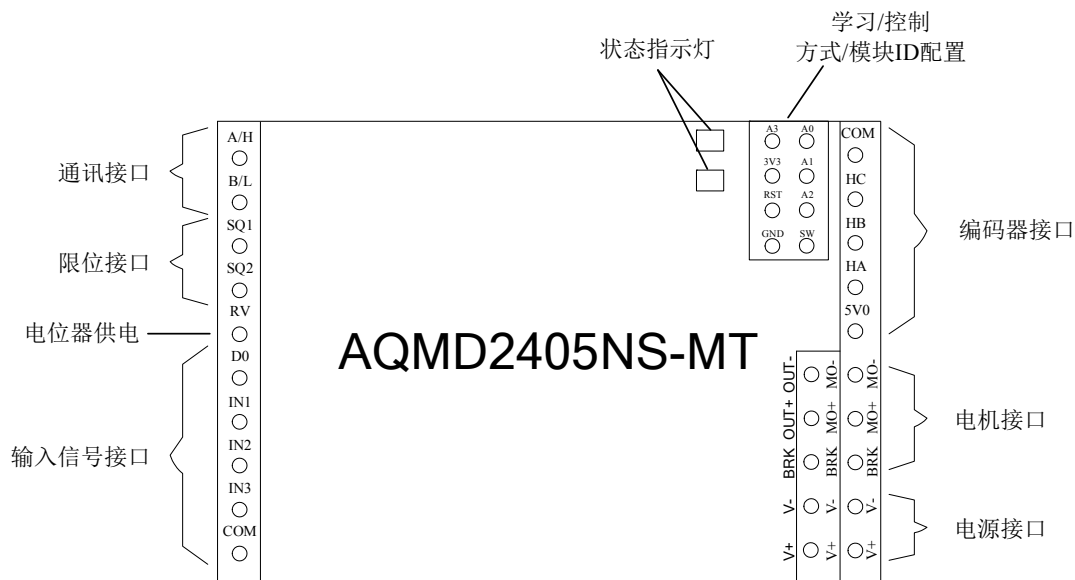 学习/控制
方式/模块ID配置
状态指示灯
通讯接口
限位接口
电位器供电
输入信号接口
A/H
B/L
SQ1
SQ2
RV
D0
IN1
IN2
IN3
COM
AQMD2405NS-MT
A3 A0
3V3 A1
RST A2
GND SW
COM
HC
HB
HA
5V0
OUT- MO- MO-
OUT+ MO+ MO+
BRK BRK BRK
V- V- V-
V+ V+ V+
编码器接口
电机接口
电源接口